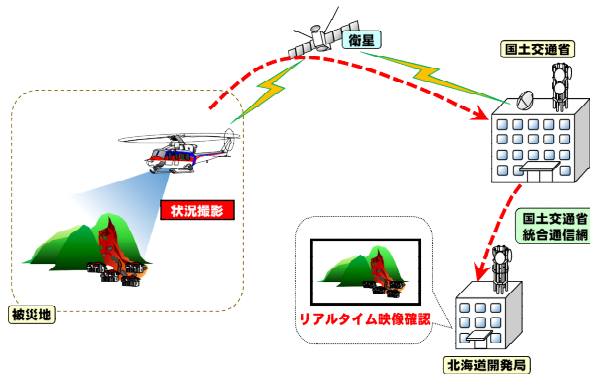 衛星
国土交通省
状況撮影
国土交通省
統合通信網
被災地
リアルタイム映像確認
北海道開発局